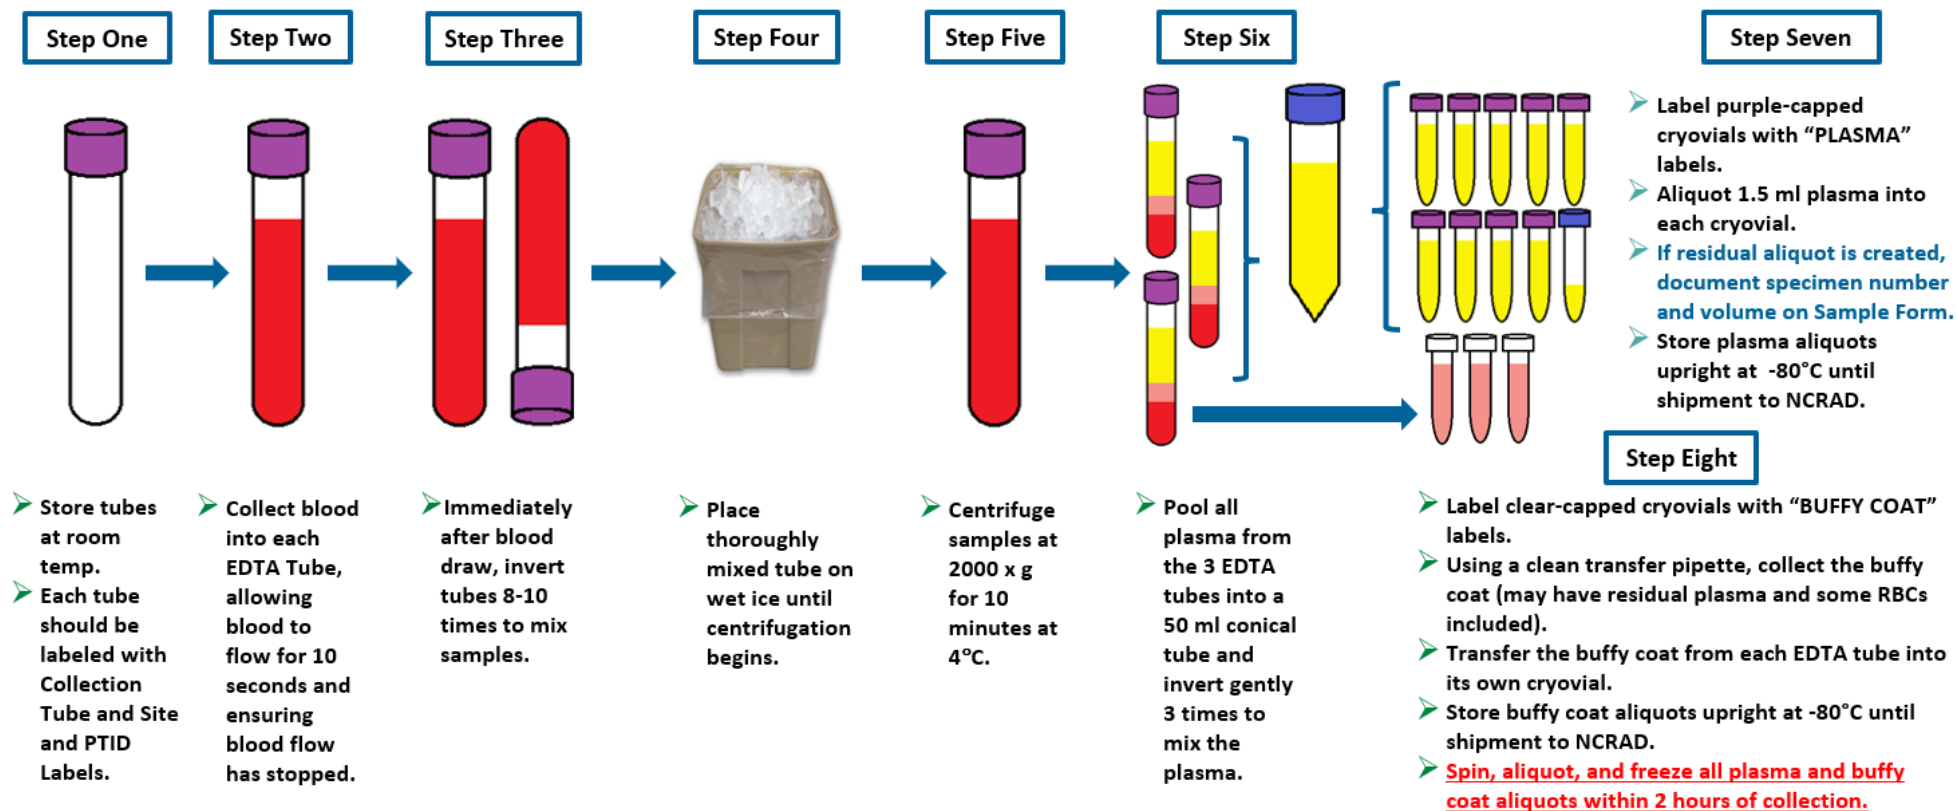 Step One
Step Two
Step Three
Step Four
Step Five
Step Six
Step Seven
Store tubes
at room
temp.
Each tube
should be
labeled with
Collection
Tube and Site
and PTID
Labels.
Collect blood
into each
EDTA Tube,
allowing
blood to
flow for 10
seconds and
ensuring
blood flow
has stopped.
Immediately
after blood
draw, invert
tubes 8-10
times to mix
samples.
Place
thoroughly
mixed tube on
wet ice until
centrifugation
begins.
Centrifuge
samples at
2000 x g
for 10
minutes at
4°C.
Pool all
plasma from
the 3 EDTA
tubes into a
50 ml conical
tube and
invert gently
3 times to
mix the
plasma.
Label purple-capped
cryovials with “PLASMA”
labels.
Aliquot 1.5 ml plasma into
each cryovial.
If residual aliquot is created,
document specimen number
and volume on Sample Form.
Store plasma aliquots
upright at -80°C until
shipment to NCRAD.
Step Eight
Label clear-capped cryovials with “BUFFY COAT”
labels.
Using a clean transfer pipette, collect the buffy
coat (may have residual plasma and some RBCs
included).
Transfer the buffy coat from each EDTA tube into
its own cryovial.
Store buffy coat aliquots upright at -80°C until
shipment to NCRAD.
Spin, aliquot, and freeze all plasma and buffy
coat aliquots within 2 hours of collection.